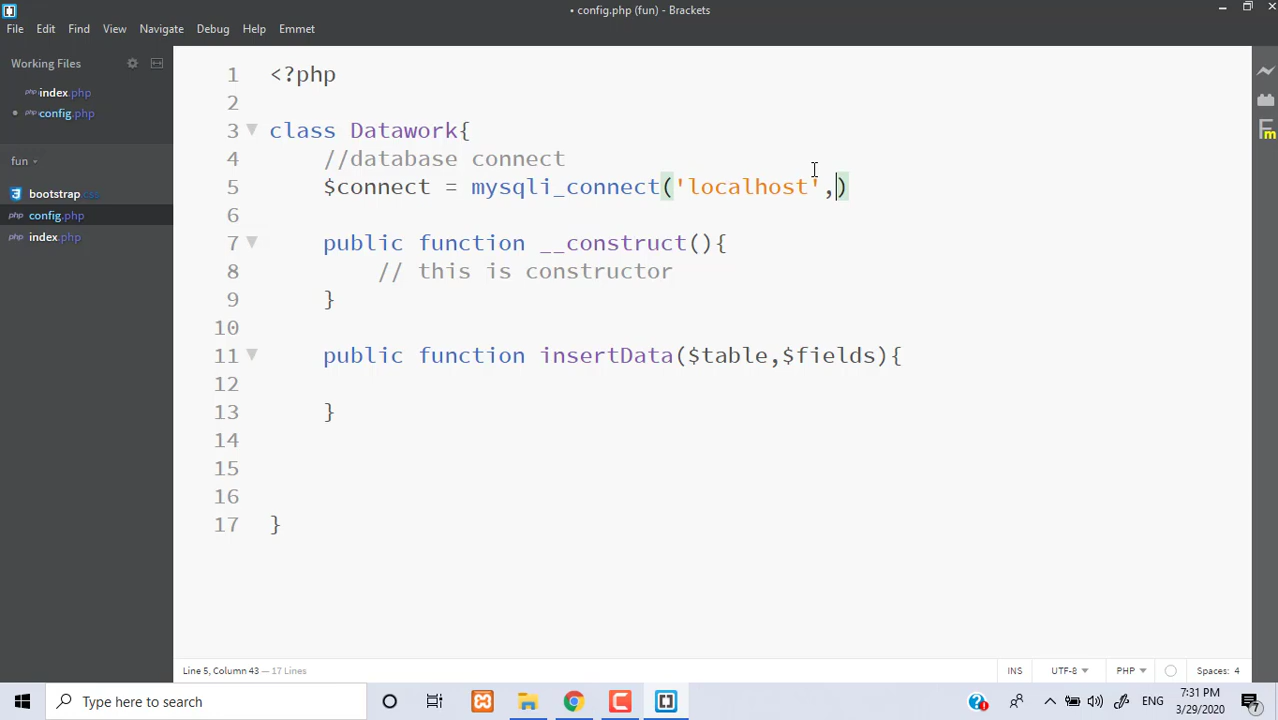 • config.php (fun) - Brackets
File Edit Find View Navigate Debug Help Emmet
Working Files
index.php
• config.php
fun
bootstrap.css
config.php
index.php
1 <?php
2
3 class Datawork{
4 //database connect
5 $connect = mysqli_connect('localhost',)
6
7 public function __construct(){
8 // this is constructor
9 }
10
11 public function insertData($table,$fields){
12
13 }
14
15
16
17 }
Line 5, Column 43 — 17 Lines
INS UTF-8 PHP Spaces: 4
Type here to search
ENG
7:31 PM
3/29/2020
7